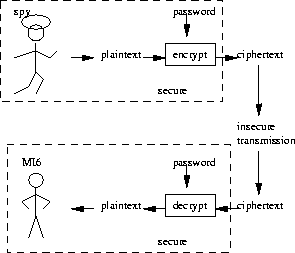 spy
password
plaintext encrypt ciphertext
secure
insecure
transmission
MI6
password
plaintext decrypt ciphertext
secure